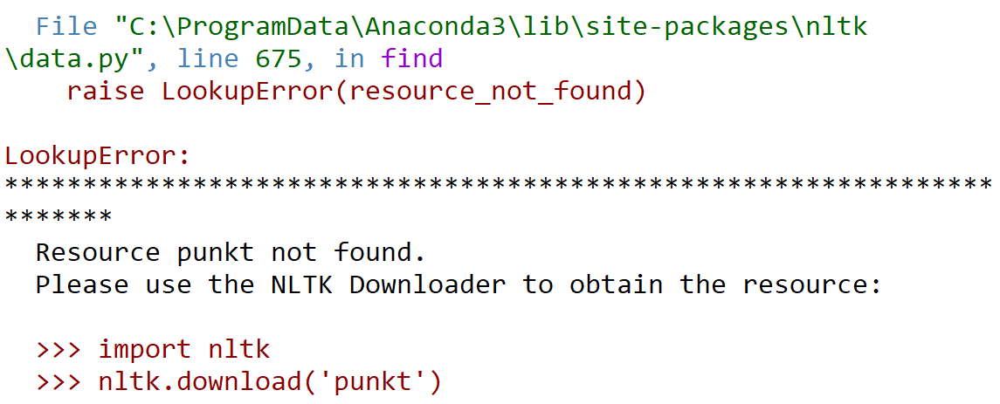 File "C:\ProgramData\Anaconda3\lib\site-packages\nltk
\data.py", line 675, in find
raise LookupError(resource_not_found)
LookupError:
***************************************************************
*******
Resource punkt not found.
Please use the NLTK Downloader to obtain the resource:
>>> import nltk
>>> nltk.download('punkt')